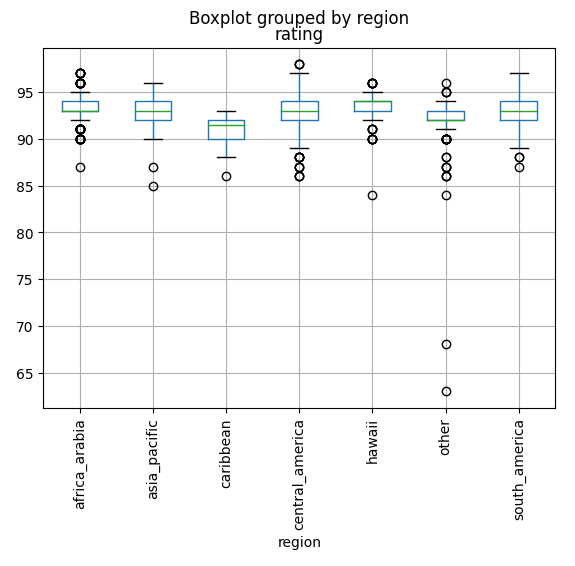 Boxplot grouped by region
rating
95
90
85
80
75
70
65
africa_arabia
asia_pacific
caribbean
central_america
hawaii
other
south_america
region